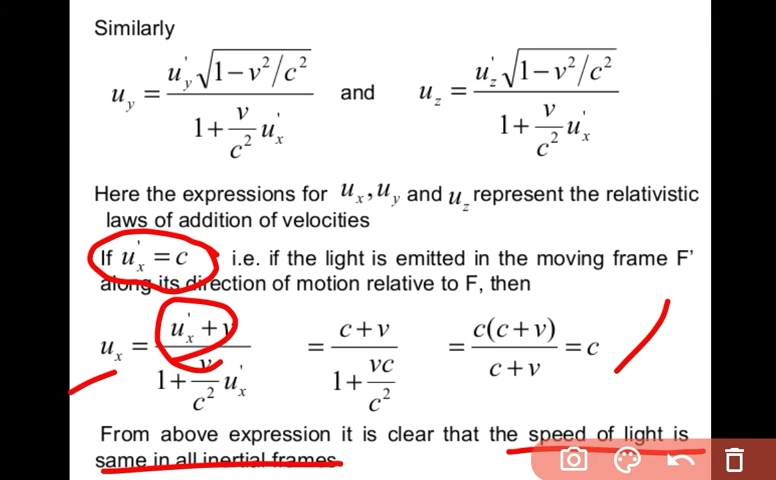 Similarly
u_y = u'_y √(1−v²/c²) / (1+ (v/c²) u'_x) and u_z = u'_z √(1−v²/c²) / (1+ (v/c²) u'_x)
Here the expressions for u_x, u_y and u_z represent the relativistic
laws of addition of velocities
If u'_x = c i.e. if the light is emitted in the moving frame F'
along its direction of motion relative to F, then
u_x = (u'_x + v) / (1+ (v/c²) u'_x) = (c+v) / (1+ vc/c²) = c(c+v) / (c+v) = c
From above expression it is clear that the speed of light is
same in all inertial frames